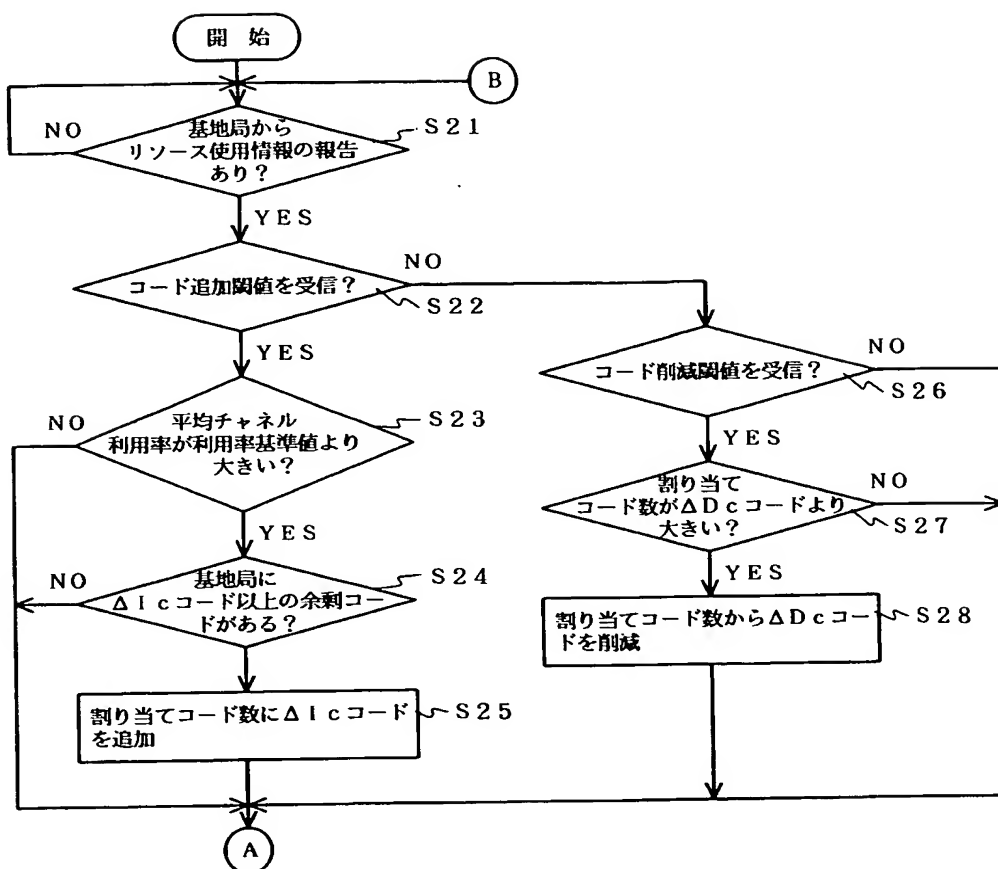 開 始
B
NO
基地局から
リソース使用情報の報告
あり？
S21
YES
コード追加閾値を受信？
NO
S22
YES
コード削減閾値を受信？
NO
S26
NO
平均チャネル
利用率が利用率基準値より
大きい？
S23
YES
割り当て
コード数がΔDcコードより
大きい？
NO
S27
YES
NO
基地局に
ΔIcコード以上の余剰コー
ドがある？
S24
YES
割り当てコード数からΔDcコー
ドを削減
S28
割り当てコード数にΔIcコード
を追加
S25
A